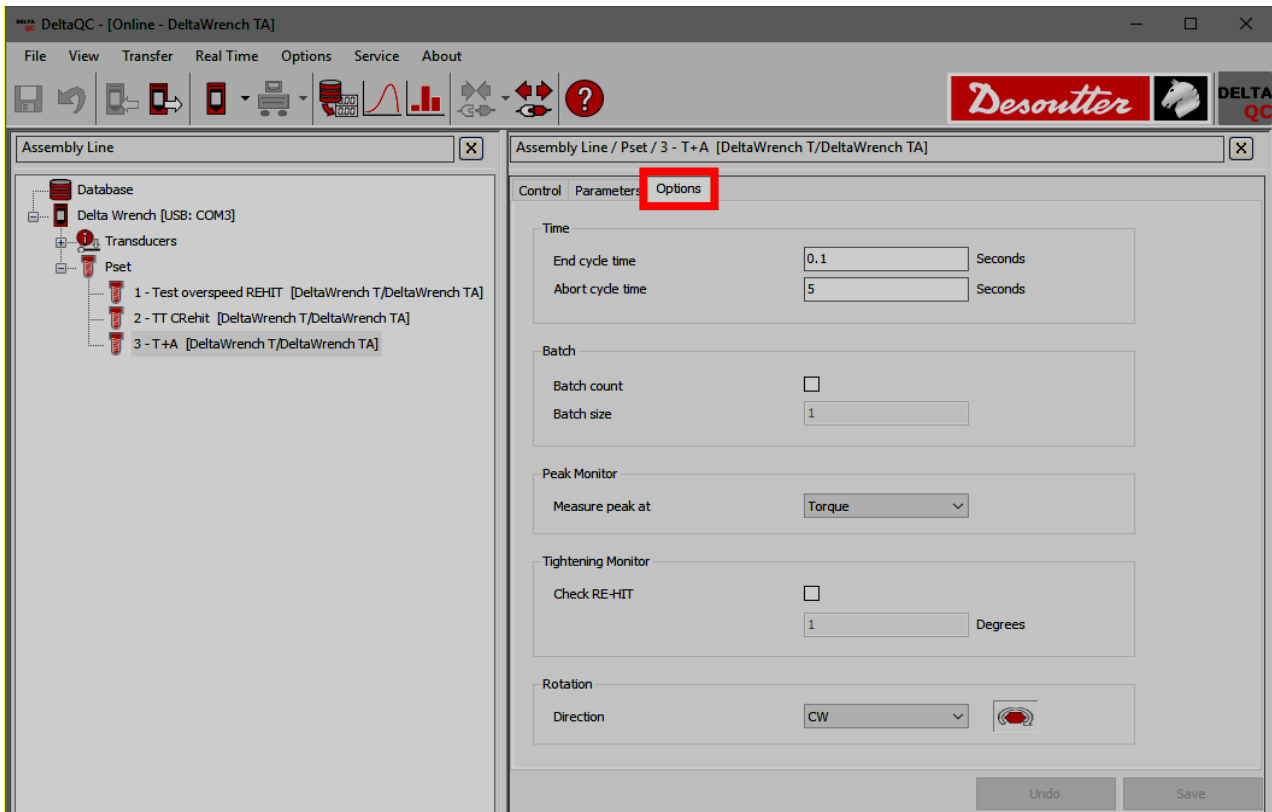 DELTA QC DeltaQC - [Online - DeltaWrench TA]
File View Transfer Real Time Options Service About
Desoutter
DELTA
QC
Assembly Line
Database
Delta Wrench [USB: COM3]
Transducers
Pset
1 - Test overspeed REHIT [DeltaWrench T/DeltaWrench TA]
2 - TT CRehit [DeltaWrench T/DeltaWrench TA]
3 - T+A [DeltaWrench T/DeltaWrench TA]
Assembly Line / Pset / 3 - T+A [DeltaWrench T/DeltaWrench TA]
Control Parameters Options
Time
End cycle time 0.1 Seconds
Abort cycle time 5 Seconds
Batch
Batch count
Batch size 1
Peak Monitor
Measure peak at Torque
Tightening Monitor
Check RE-HIT
1 Degrees
Rotation
Direction CW
Undo Save